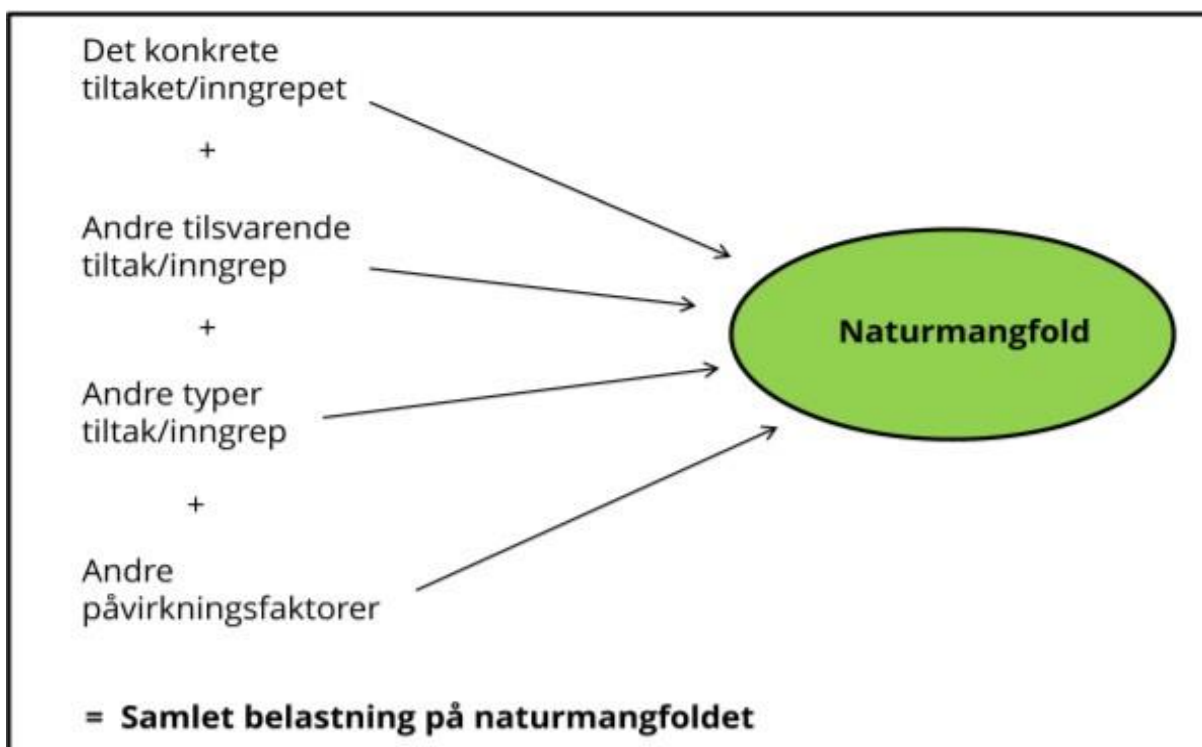 Det konkrete
tiltaket/inngrepet
+
Andre tilsvarende
tiltak/inngrep
+
Andre typer
tiltak/inngrep
+
Andre
påvirkningsfaktorer
= Samlet belastning på naturmangfoldet
Naturmangfold